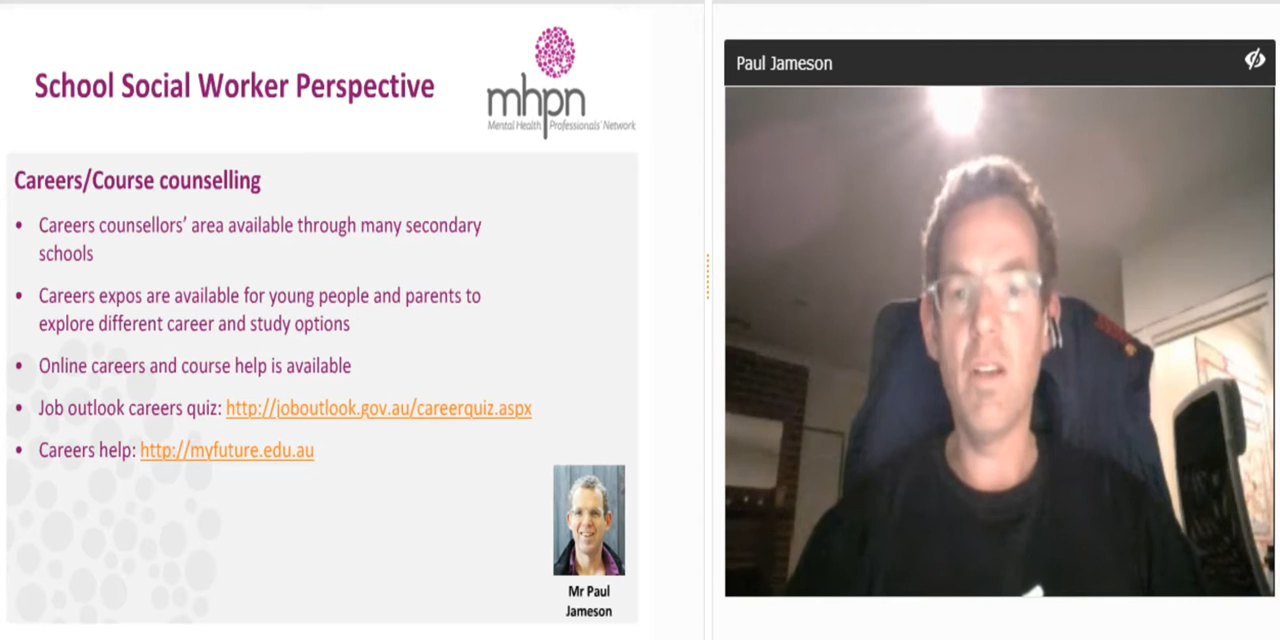 School Social Worker Perspective
mhpn
Mental Health Professionals' Network
Careers/Course counselling
• Careers counsellors' area available through many secondary
schools
• Careers expos are available for young people and parents to
explore different career and study options
• Online careers and course help is available
• Job outlook careers quiz: http://joboutlook.gov.au/careerquiz.aspx
• Careers help: http://myfuture.edu.au
Mr Paul
Jameson
Paul Jameson